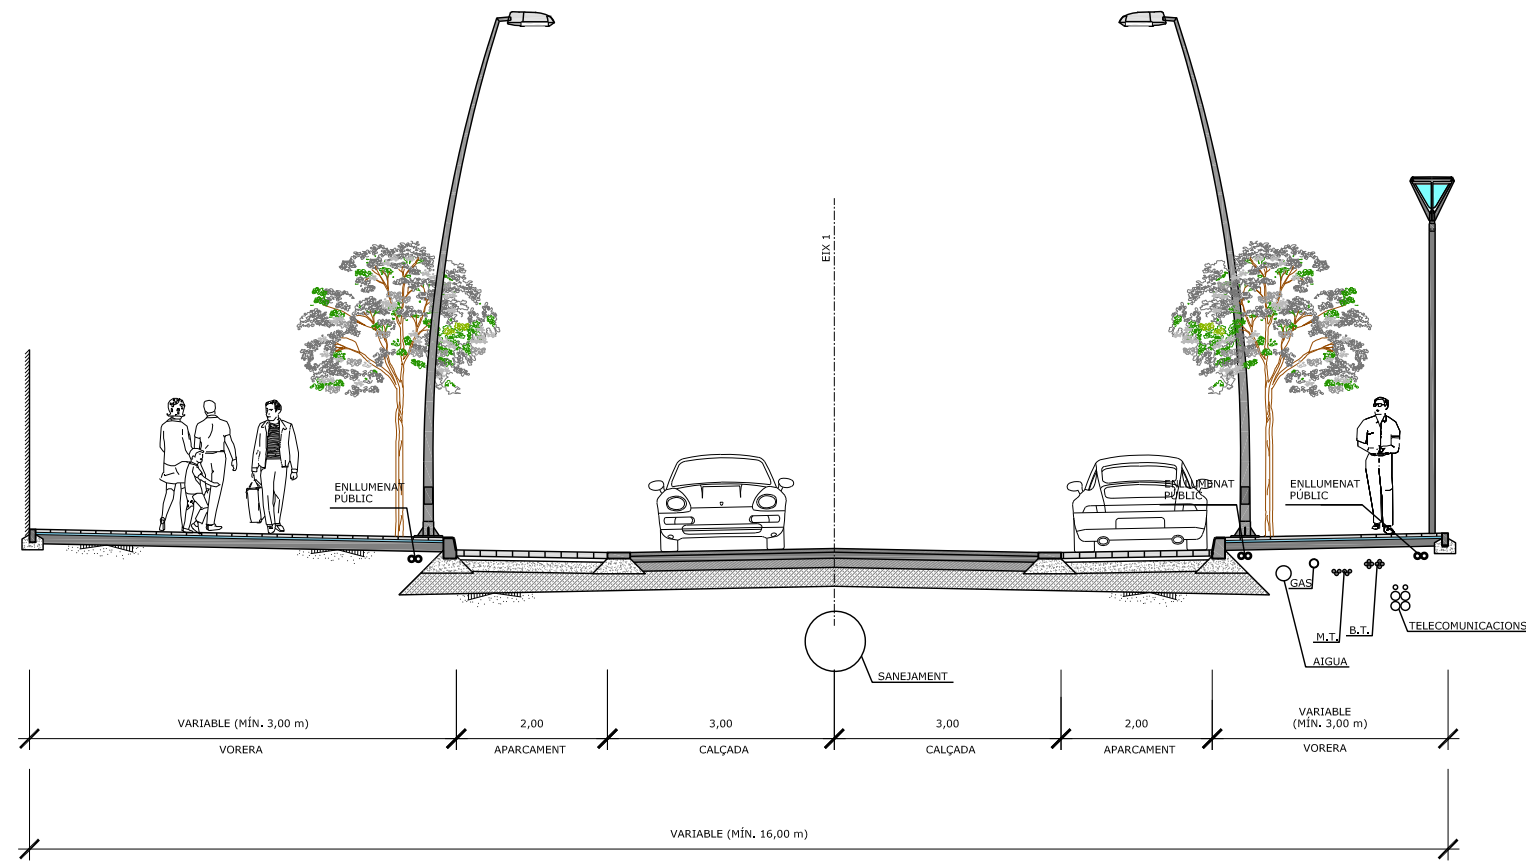 EIX 1
ENLLUMENAT
PÚBLIC
ENLLUMENAT
PÚBLIC
ENLLUMENAT
PÚBLIC
GAS
M.T.
B.T.
TELECOMUNICACIONS
AIGUA
SANEJAMENT
VARIABLE (MÍN. 3,00 m)
2,00
3,00
3,00
2,00
VARIABLE
(MÍN. 3,00 m)
VORERA
APARCAMENT
CALÇADA
CALÇADA
APARCAMENT
VORERA
VARIABLE (MÍN. 16,00 m)